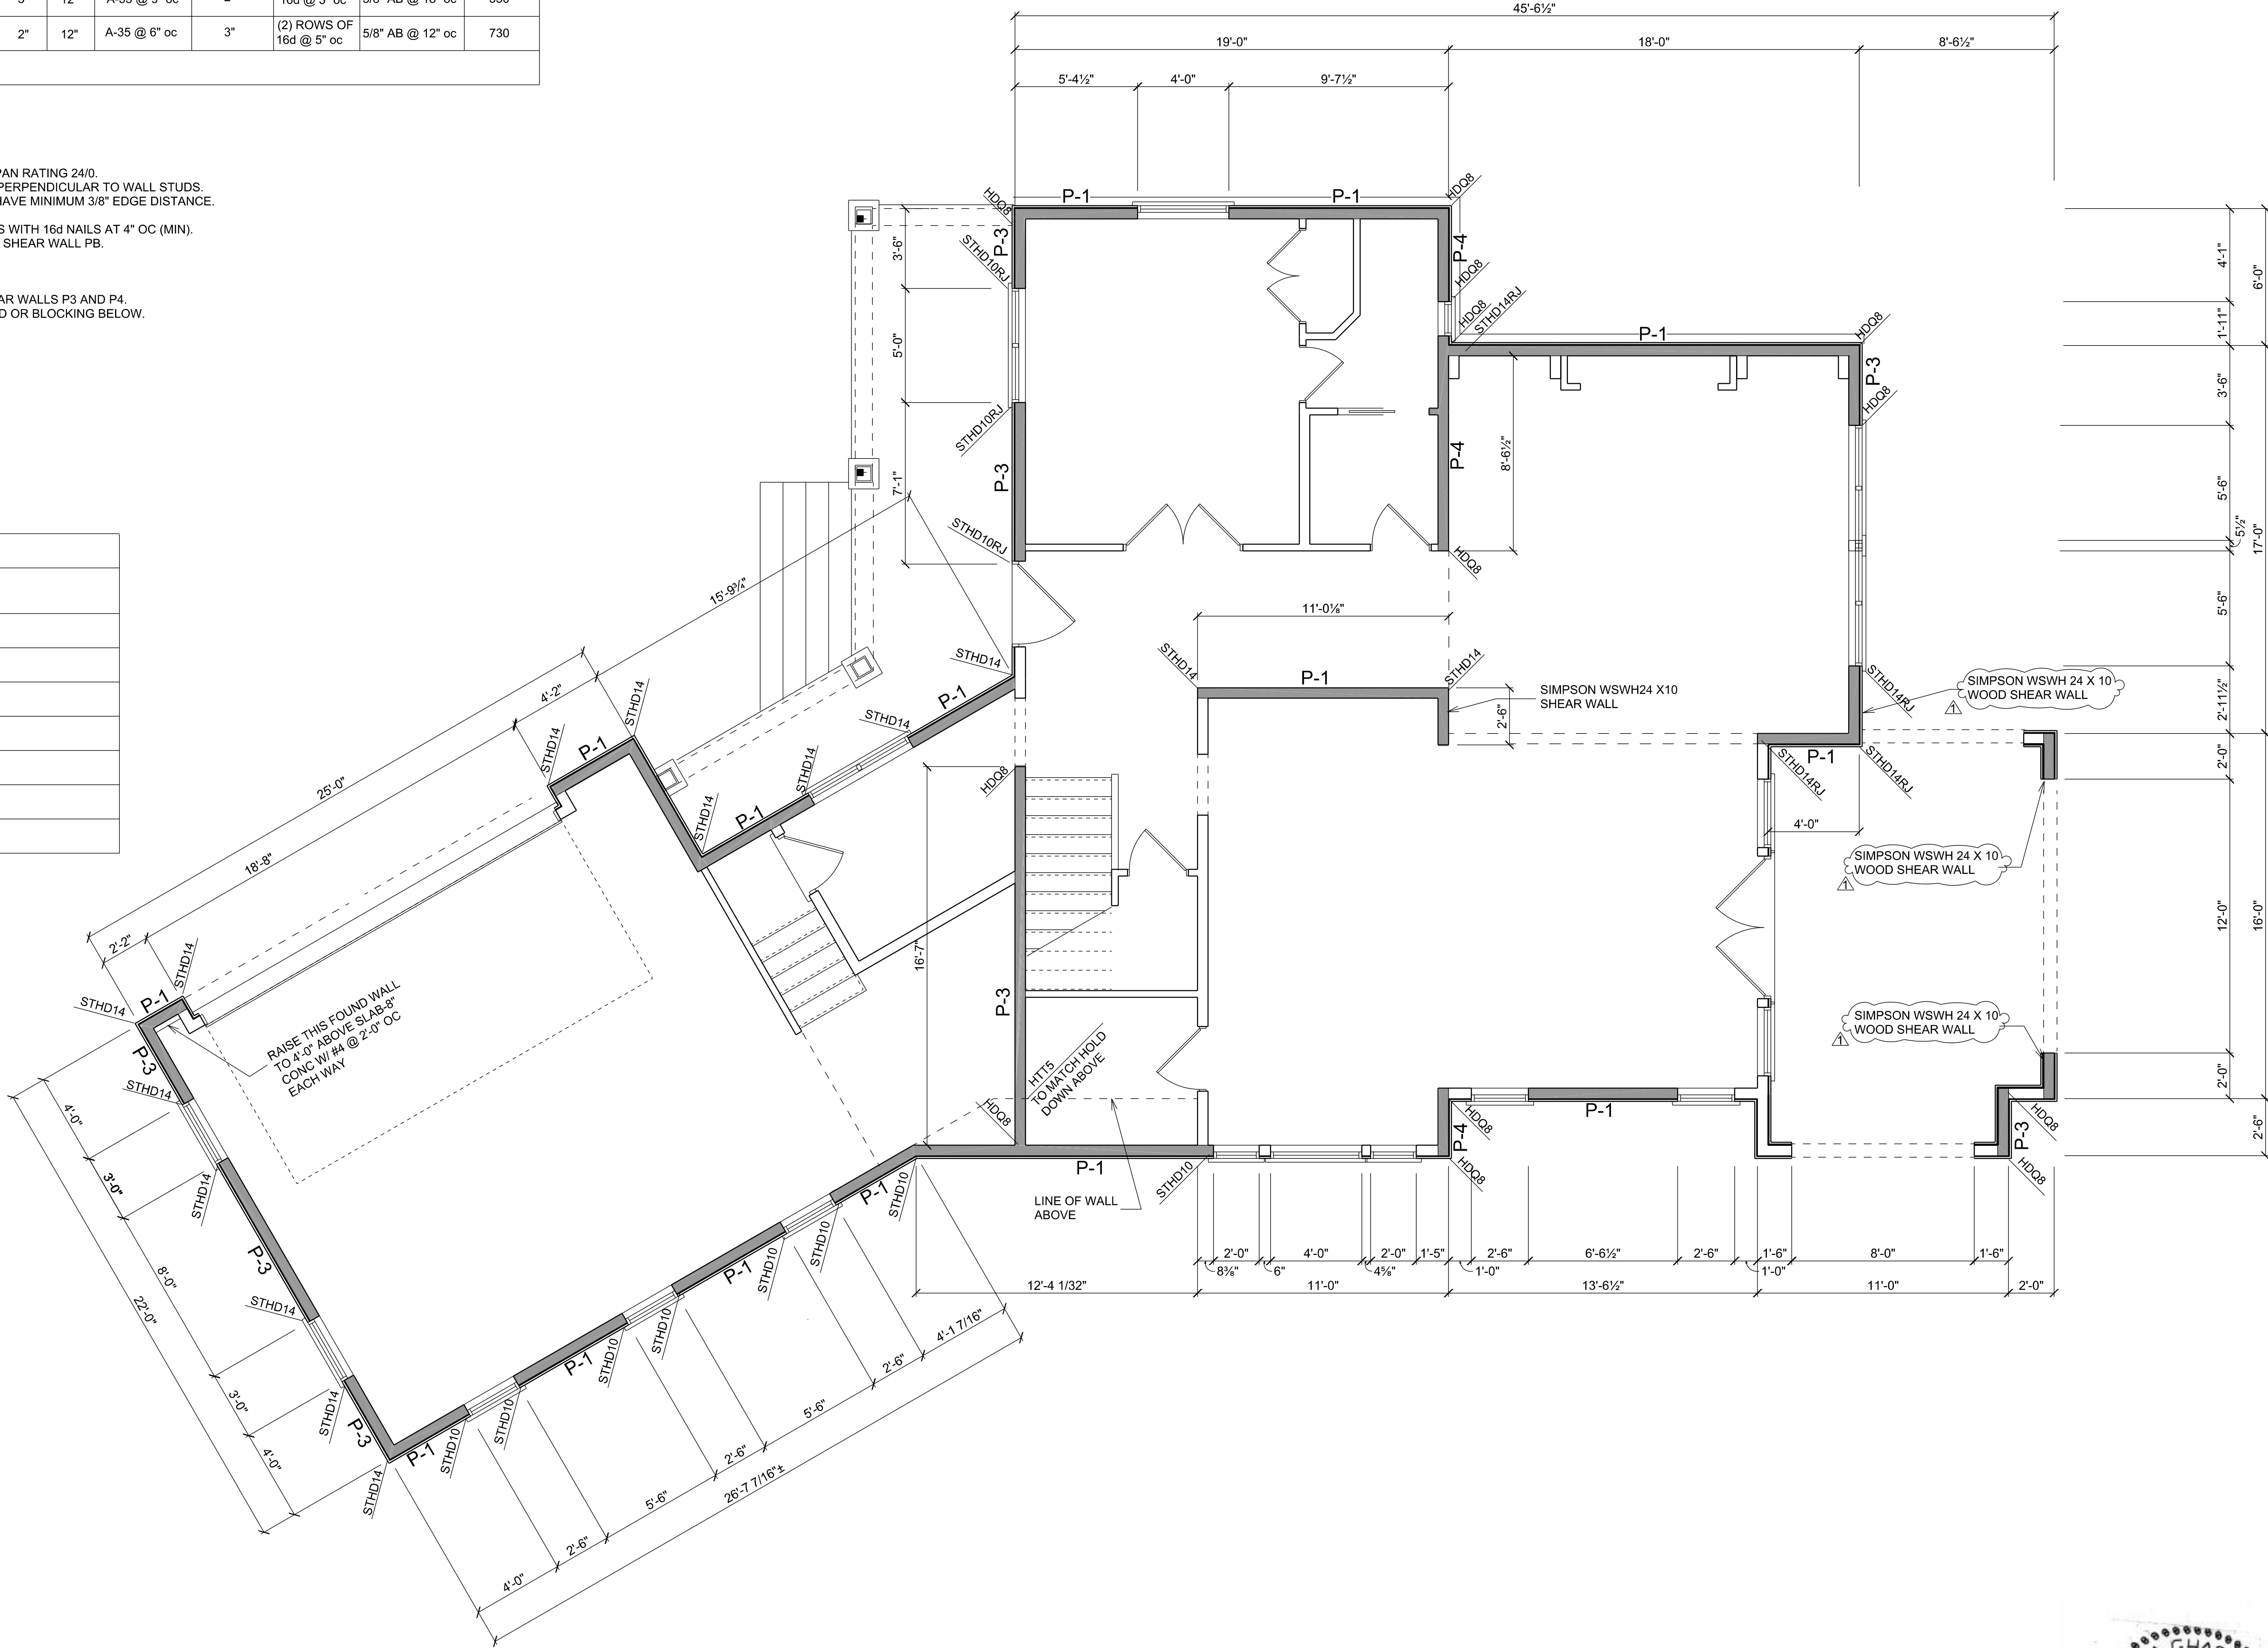 3" 12" A-35 @ 9" oc 2" 16d @ 3" oc 5/8" AB @ 18" oc 550
2" 12" A-35 @ 6" oc 3" (2) ROWS OF 16d @ 5" oc 5/8" AB @ 12" oc 730
PAN RATING 24/0.
PERPENDICULAR TO WALL STUDS.
HAVE MINIMUM 3/8" EDGE DISTANCE.
S WITH 16d NAILS AT 4" OC (MIN).
SHEAR WALL PB.
AR WALLS P3 AND P4.
D OR BLOCKING BELOW.
45'-6½"
19'-0"
18'-0"
8'-6½"
5'-4½"
4'-0"
9'-7½"
HDQ8
P-1
P-1
HDQ8
P-3
P-4
3'-6"
STHD10RJ
HDQ8
HDQ8
STHD14RJ
P-1
HDQ8
P-3
HDQ8
4'-1"
6'-0"
1'-11"
3'-6"
5'-0"
STHD10RJ
P-3
7'-1"
STHD10RJ
P-4
8'-6½"
HDQ8
5'-6"
5½"
17'-0"
5'-6"
15'-9¾"
11'-0⅛"
STHD14
STHD14
STHD14
P-1
P-1
STHD14
STHD14
P-1
SIMPSON WSWH24 X10
SHEAR WALL
2'-6"
STHD14RJ
SIMPSON WSWH 24 X 10
WOOD SHEAR WALL
1
2'-11½"
4'-2"
STHD14
STHD14
P-1
STHD14
25'-0"
18'-8"
2'-2"
HDQ8
16'-7"
P-3
P-1
STHD14RJ
STHD14RJ
4'-0"
2'-0"
SIMPSON WSWH 24 X 10
WOOD SHEAR WALL
1
12'-0"
16'-0"
SIMPSON WSWH 24 X 10
WOOD SHEAR WALL
1
2'-0"
2'-6"
STHD14
STHD14
P-1
P-3
STHD14
RAISE THIS FOUND WALL
TO 4'-0" ABOVE SLAB-8"
CONC W/ #4 @ 2'-0" OC
EACH WAY
HTT5
TO MATCH HOLD
DOWN ABOVE
HDQ8
P-1
STHD10
LINE OF WALL
ABOVE
P-4
HDQ8
HDQ8
P-1
P-3
HDQ8
HDQ8
4'-0"
3'-0"
8'-0"
22'-0"
3'-0"
4'-0"
STHD14
P-3
STHD14
STHD14
P-3
STHD14
P-1
STHD10
STHD10
P-1
STHD10
STHD10
P-1
STHD10
STHD10
P-1
STHD10
8⅜"
2'-0"
6"
4'-0"
4⅝"
2'-0"
1'-5"
1'-0"
2'-6"
6'-6½"
2'-6"
1'-0"
1'-6"
8'-0"
1'-6"
12'-4 1/32"
11'-0"
13'-6½"
11'-0"
2'-0"
4'-1 7/16"
2'-6"
5'-6"
2'-6"
5'-6"
2'-6"
4'-0"
26'-7 7/16"±